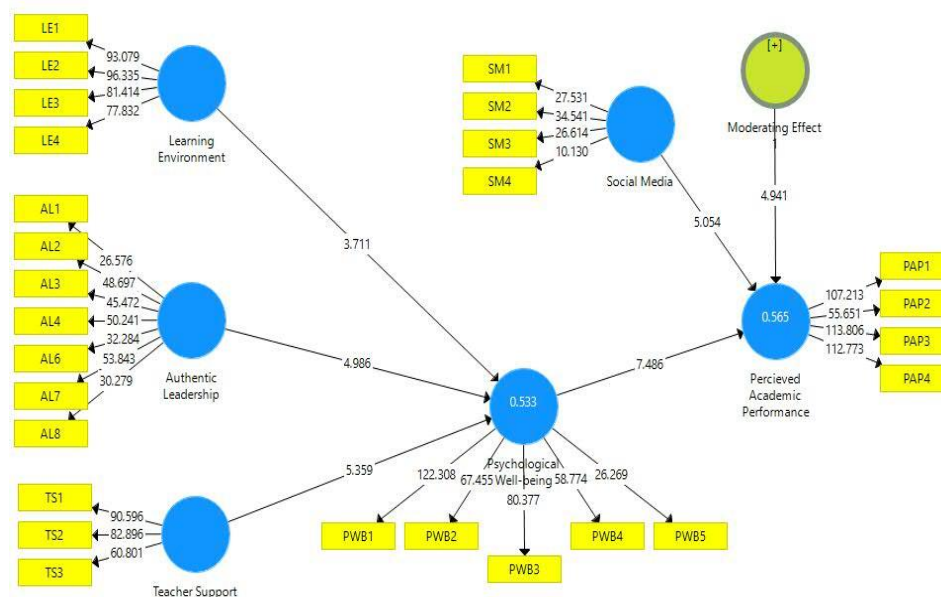 LE1
LE2
LE3
LE4
93.079
96.335
81.414
77.832
Learning
Environment
SM1
SM2
SM3
SM4
27.531
34.541
26.614
10.130
Social Media
[+]
Moderating Effect
1
4.941
5.054
3.711
AL1
AL2
AL3
AL4
AL6
AL7
AL8
26.576
48.697
45.472
50.241
32.284
53.843
30.279
Authentic
Leadership
4.986
0.565
107.213
55.651
113.806
112.773
PAP1
PAP2
PAP3
PAP4
Percieved
Academic
Performance
7.486
0.533
Psychological
Well-being
5.359
TS1
TS2
TS3
90.596
82.896
60.801
Teacher Support
122.308
67.455
80.377
58.774
26.269
PWB1
PWB2
PWB3
PWB4
PWB5